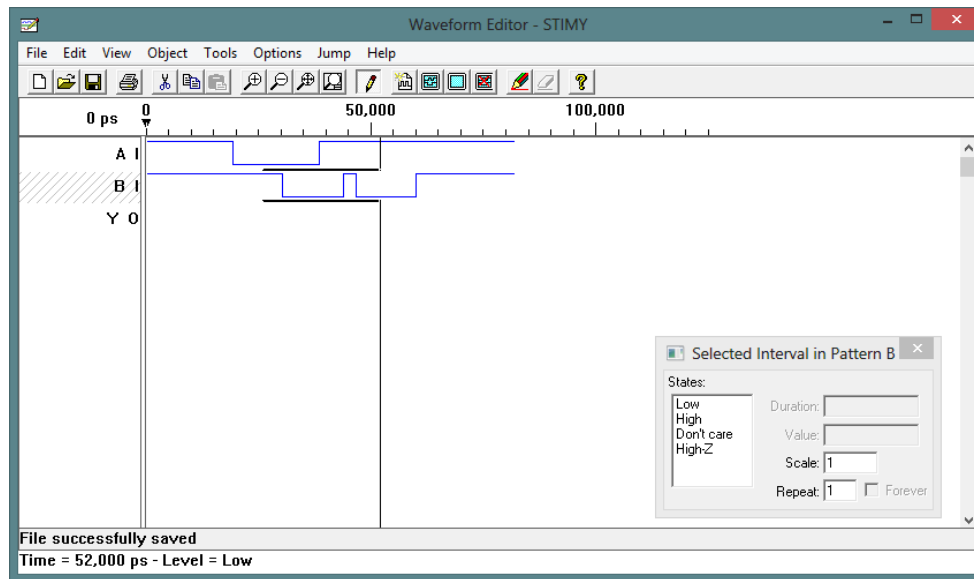 Waveform Editor - STIMY
File Edit View Object Tools Options Jump Help
0 ps 0 50,000 100,000
A I
B I
Y O
Selected Interval in Pattern B
States:
Low
High
Don't care
High-Z
Duration:
Value:
Scale: 1
Repeat: 1 Forever
File successfully saved
Time = 52,000 ps - Level = Low